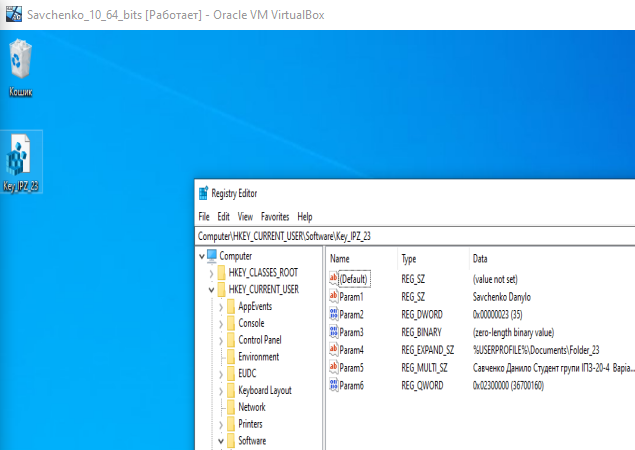 Savchenko_10_64_bits [Работает] - Oracle VM VirtualBox
Кошик
Key_IPZ_23
Registry Editor
File Edit View Favorites Help
Computer\HKEY_CURRENT_USER\Software\Key_IPZ_23
Computer
HKEY_CLASSES_ROOT
HKEY_CURRENT_USER
AppEvents
Console
Control Panel
Environment
EUDC
Keyboard Layout
Network
Printers
Software
Name Type Data
(Default) REG_SZ (value not set)
Param1 REG_SZ Savchenko Danylo
Param2 REG_DWORD 0x00000023 (35)
Param3 REG_BINARY (zero-length binary value)
Param4 REG_EXPAND_SZ %USERPROFILE%\Documents\Folder_23
Param5 REG_MULTI_SZ Савченко Данило Студент групи ІПЗ-20-4 Варіа...
Param6 REG_QWORD 0x02300000 (36700160)